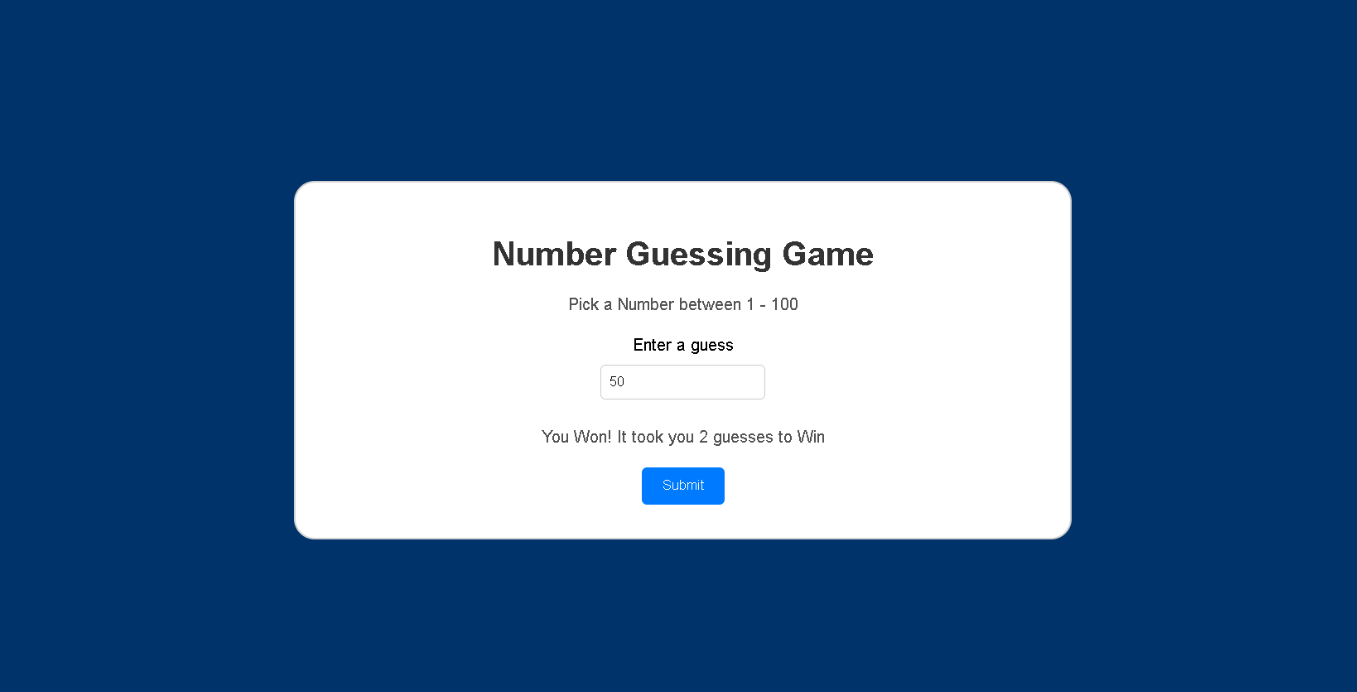 Number Guessing Game
Pick a Number between 1 - 100
Enter a guess
50
You Won! It took you 2 guesses to Win
Submit